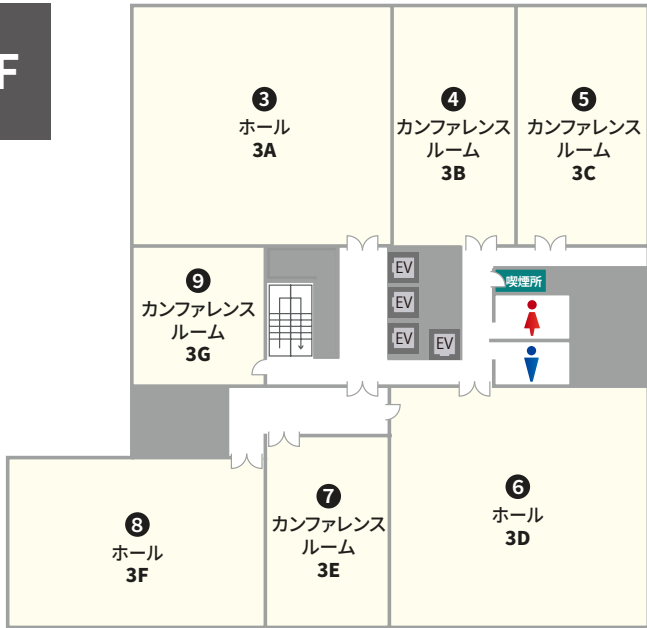 F
❸
ホール
3A
❹
カンファレンス
ルーム
3B
❺
カンファレンス
ルーム
3C
❾
カンファレンス
ルーム
3G
EV
EV
EV
EV
喫煙所
❽
ホール
3F
❼
カンファレンス
ルーム
3E
❻
ホール
3D